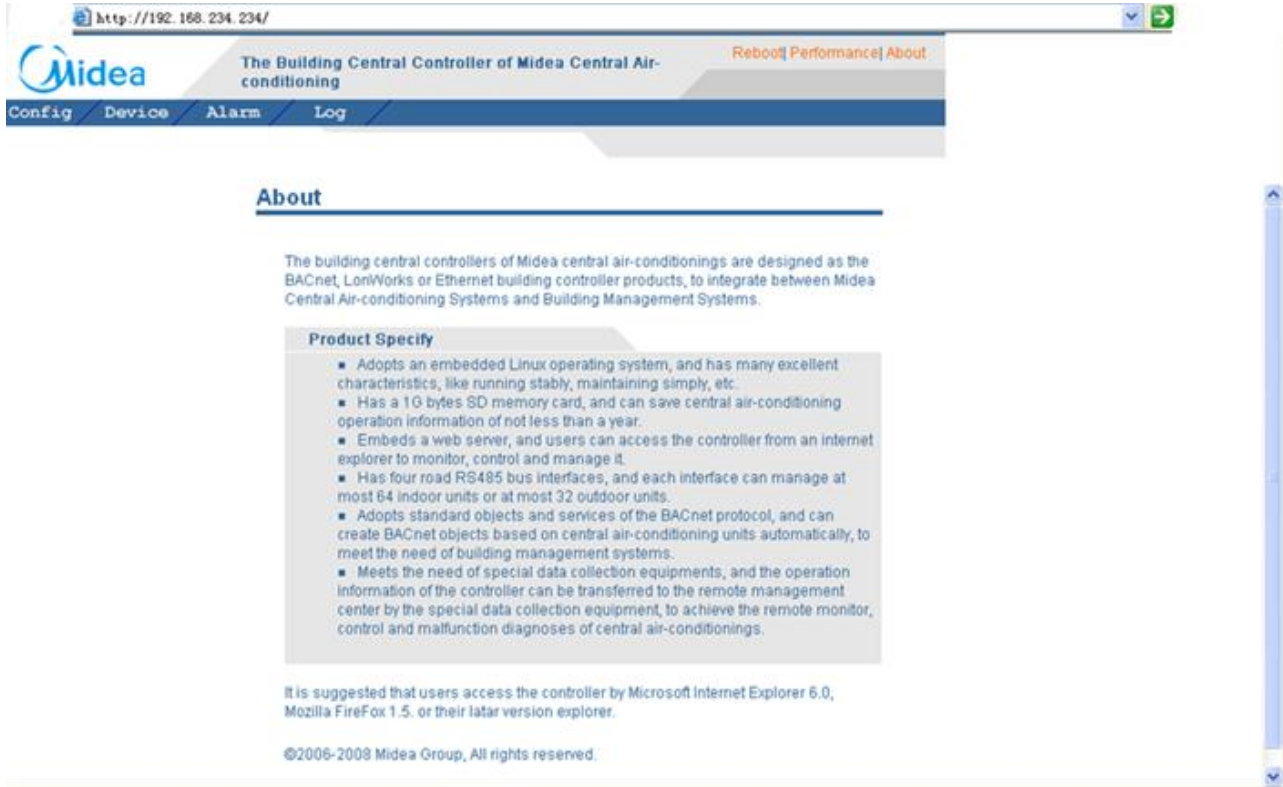 http://192.168.234.234/
Midea
The Building Central Controller of Midea Central Air-
conditioning
Reboot| Performance| About
Config Device Alarm Log
About
The building central controllers of Midea central air-conditionings are designed as the
BACnet, LonWorks or Ethernet building controller products, to integrate between Midea
Central Air-conditioning Systems and Building Management Systems.
Product Specify
▪ Adopts an embedded Linux operating system, and has many excellent
characteristics, like running stably, maintaining simply, etc.
▪ Has a 1G bytes SD memory card, and can save central air-conditioning
operation information of not less than a year.
▪ Embeds a web server, and users can access the controller from an internet
explorer to monitor, control and manage it.
▪ Has four road RS485 bus interfaces, and each interface can manage at
most 64 indoor units or at most 32 outdoor units.
▪ Adopts standard objects and services of the BACnet protocol, and can
create BACnet objects based on central air-conditioning units automatically, to
meet the need of building management systems.
▪ Meets the need of special data collection equipments, and the operation
information of the controller can be transferred to the remote management
center by the special data collection equipment, to achieve the remote monitor,
control and malfunction diagnoses of central air-conditionings.
It is suggested that users access the controller by Microsoft Internet Explorer 6.0,
Mozilla FireFox 1.5. or their latar version explorer.
©2006-2008 Midea Group, All rights reserved.